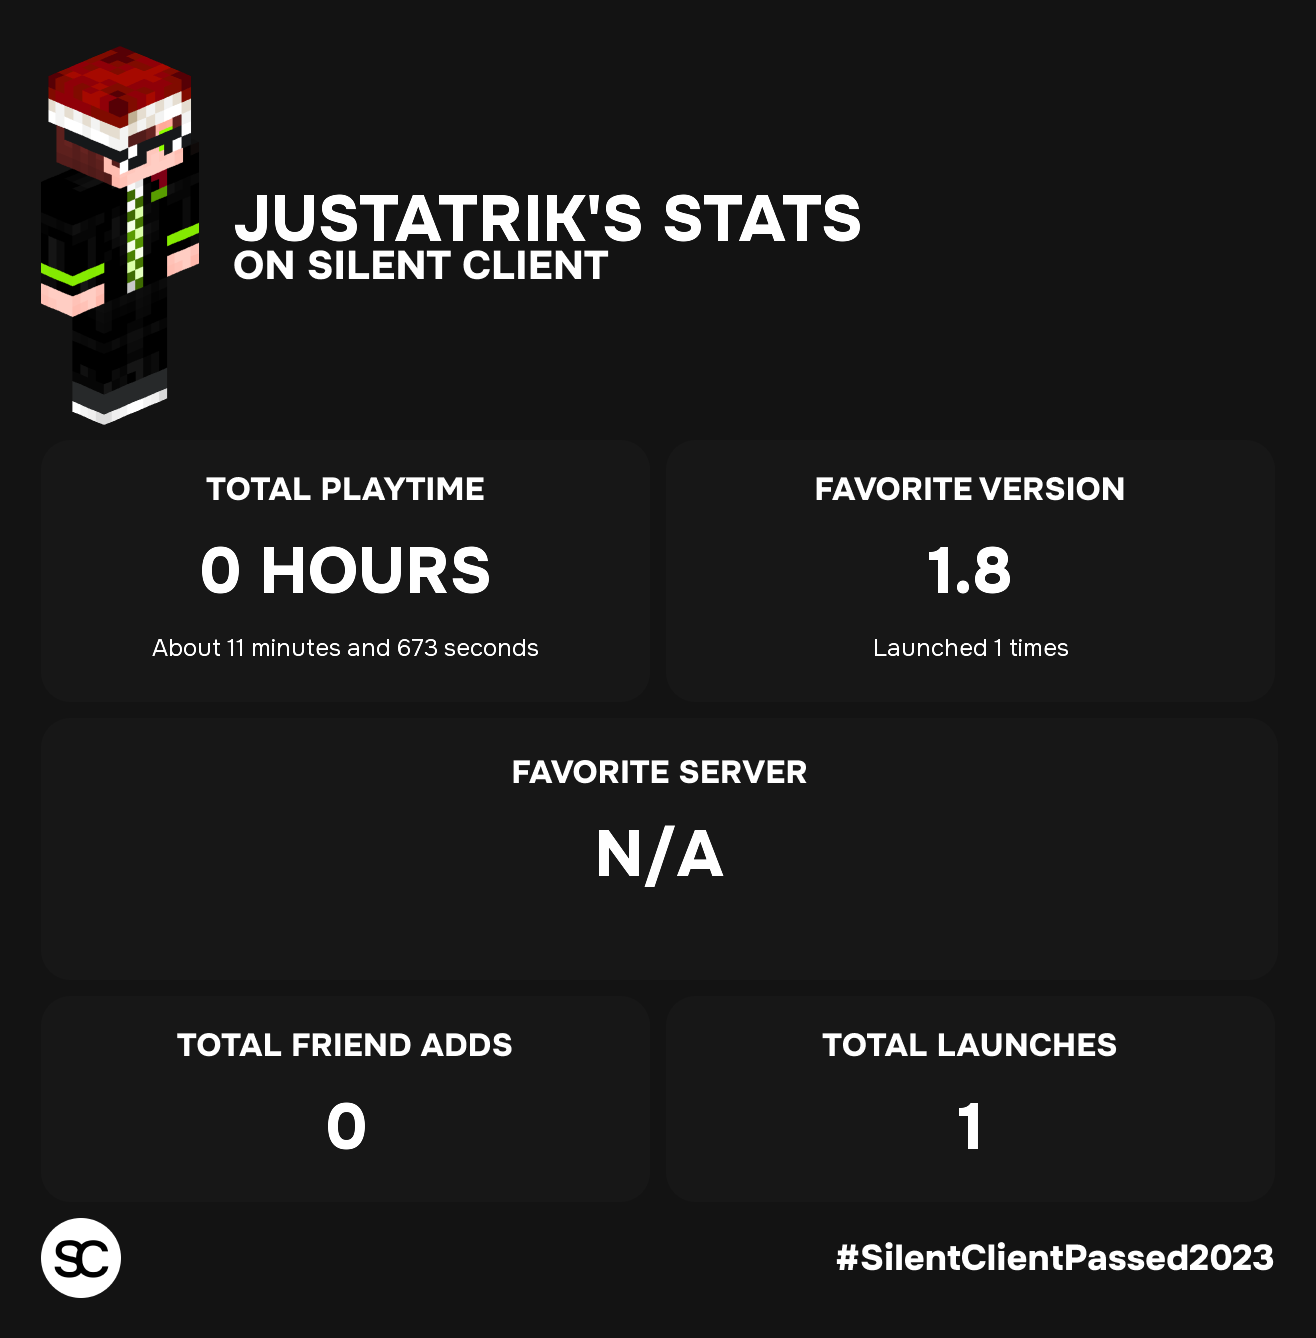 JUSTATRIK'S STATS
ON SILENT CLIENT
TOTAL PLAYTIME
0 HOURS
About 11 minutes and 673 seconds
FAVORITE VERSION
1.8
Launched 1 times
FAVORITE SERVER
N/A
TOTAL FRIEND ADDS
0
TOTAL LAUNCHES
1
SC
#SilentClientPassed2023